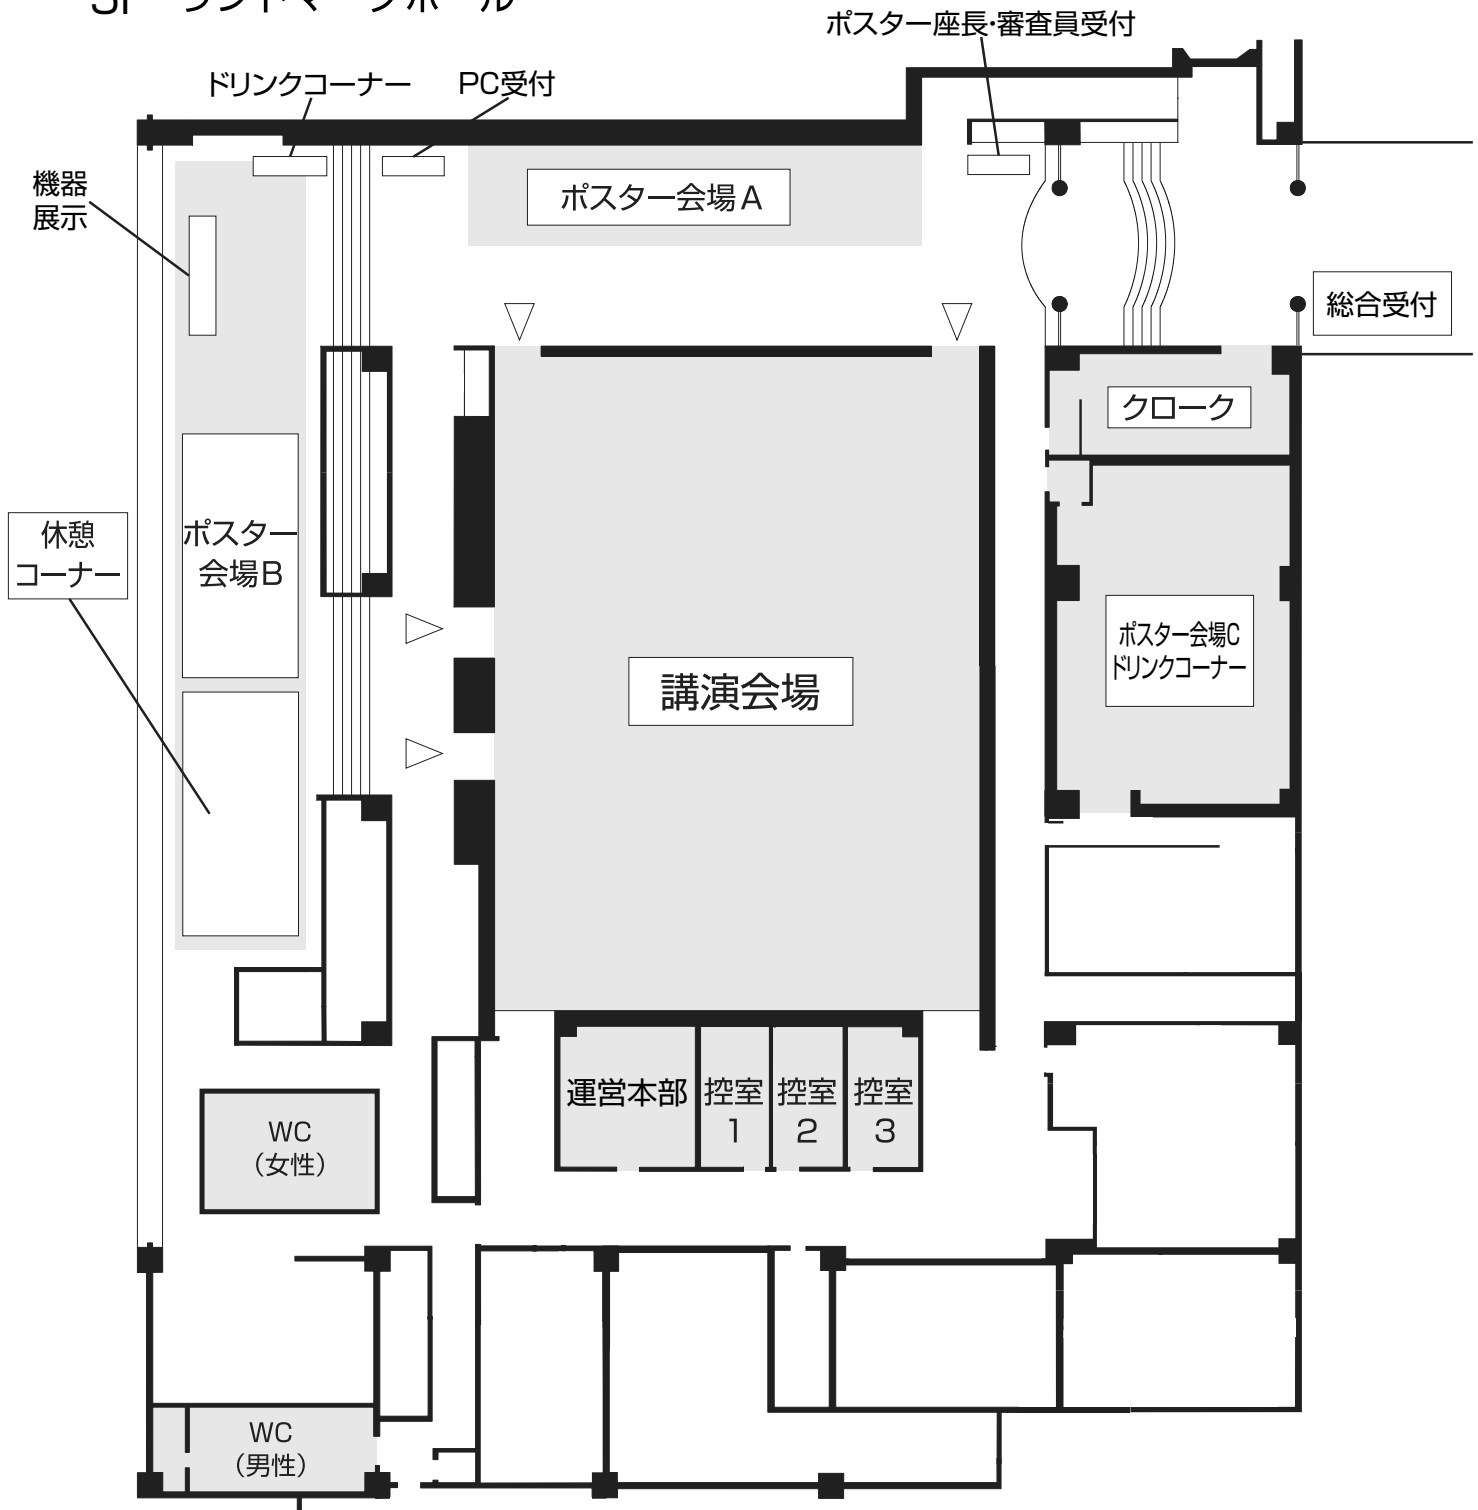 ポスター座長・審査員受付
ドリンクコーナー
PC受付
機器
展示
ポスター会場A
総合受付
クローク
休憩
コーナー
ポスター
会場B
ポスター会場C
ドリンクコーナー
講演会場
運営本部
控室
1
控室
2
控室
3
WC
(女性)
WC
(男性)